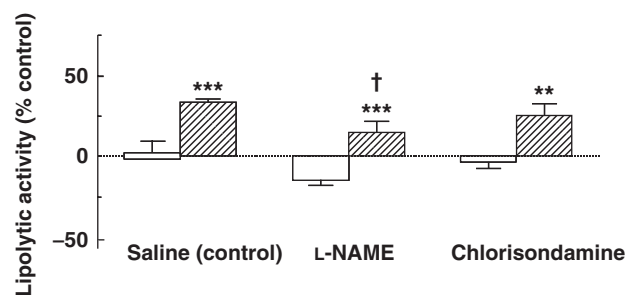 Lipolytic activity (% control)
50
0
–50
***
†
***
**
Saline (control)
L-NAME
Chlorisondamine